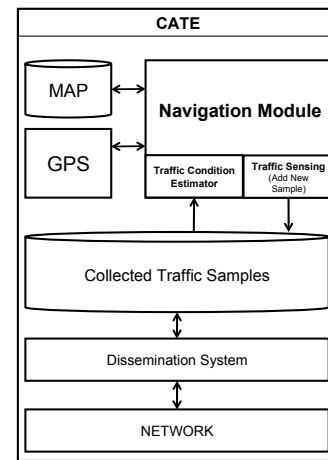 CATE
MAP
GPS
Navigation Module
Traffic Condition
Estimator
Traffic Sensing
(Add New
Sample)
Collected Traffic Samples
Dissemination System
NETWORK